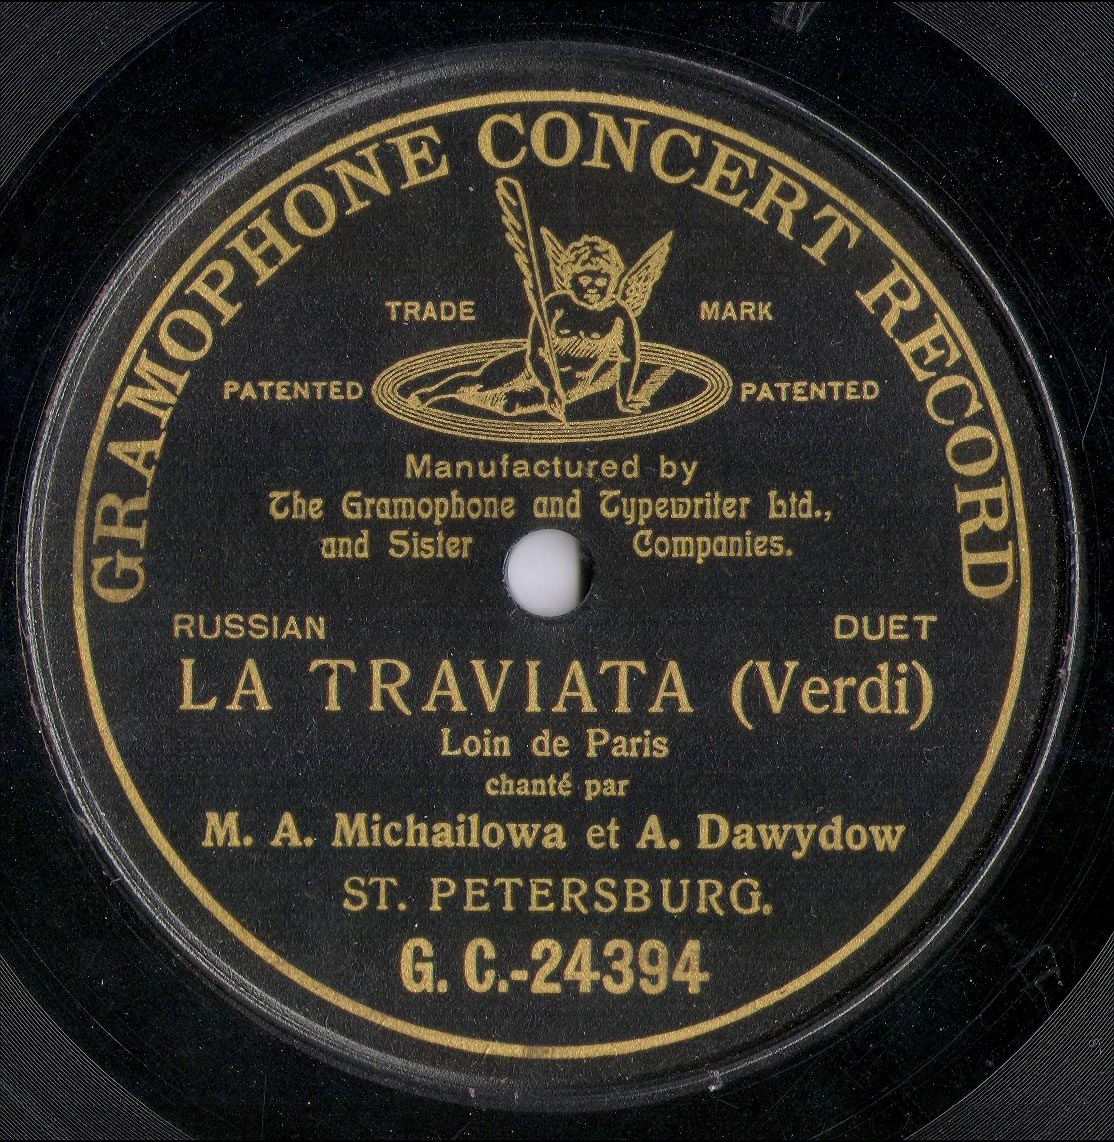 GRAMOPHONE CONCERT RECORD
TRADE MARK
PATENTED PATENTED
Manufactured by
The Gramophone and Typewriter Ltd.,
and Sister Companies.
RUSSIAN DUET
LA TRAVIATA (Verdi)
Loin de Paris
chanté par
M. A. Michailowa et A. Dawydow
ST. PETERSBURG.
G. C.-24394